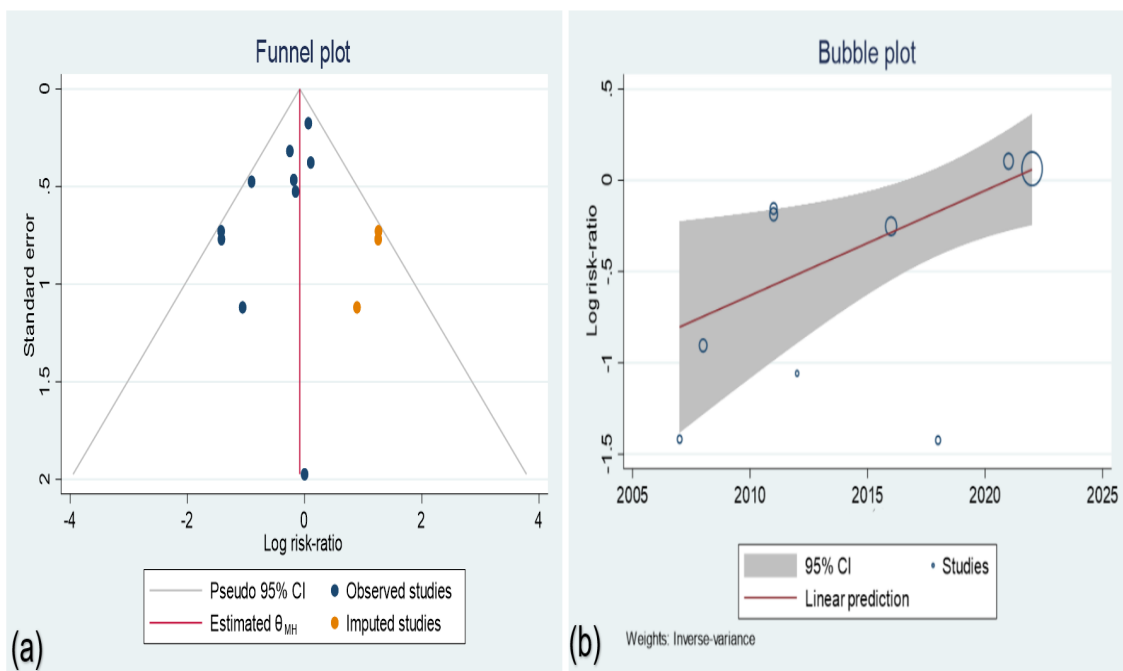 Funnel plot
0
.5
1
1.5
2
Standard error
-4
-2
0
2
4
Log risk-ratio
Pseudo 95% CI
Observed studies
Estimated θMH
Imputed studies
(a)
Bubble plot
.5
0
-.5
-1
-1.5
Log risk-ratio
2005
2010
2015
2020
2025
95% CI
Studies
Linear prediction
Weights: Inverse-variance
(b)